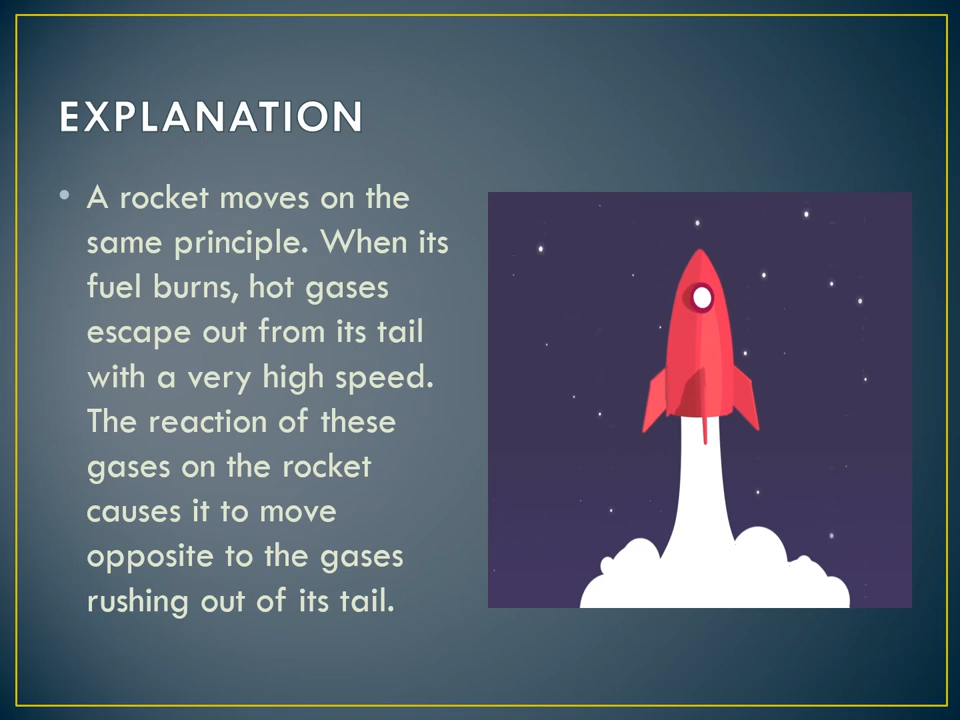 EXPLANATION
• A rocket moves on the
same principle. When its
fuel burns, hot gases
escape out from its tail
with a very high speed.
The reaction of these
gases on the rocket
causes it to move
opposite to the gases
rushing out of its tail.